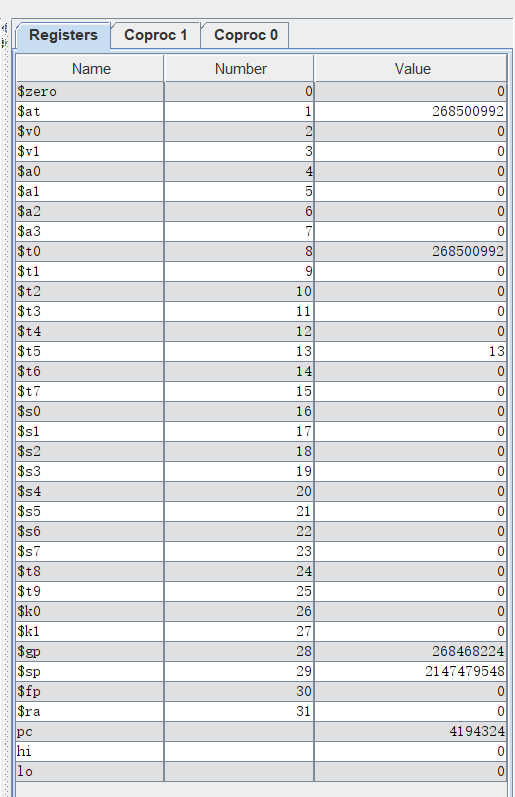 Registers Coproc 1 Coproc 0
Name Number Value
$zero 0 0
$at 1 268500992
$v0 2 0
$v1 3 0
$a0 4 0
$a1 5 0
$a2 6 0
$a3 7 0
$t0 8 268500992
$t1 9 0
$t2 10 0
$t3 11 0
$t4 12 0
$t5 13 13
$t6 14 0
$t7 15 0
$s0 16 0
$s1 17 0
$s2 18 0
$s3 19 0
$s4 20 0
$s5 21 0
$s6 22 0
$s7 23 0
$t8 24 0
$t9 25 0
$k0 26 0
$k1 27 0
$gp 28 268468224
$sp 29 2147479548
$fp 30 0
$ra 31 0
pc 4194324
hi 0
lo 0